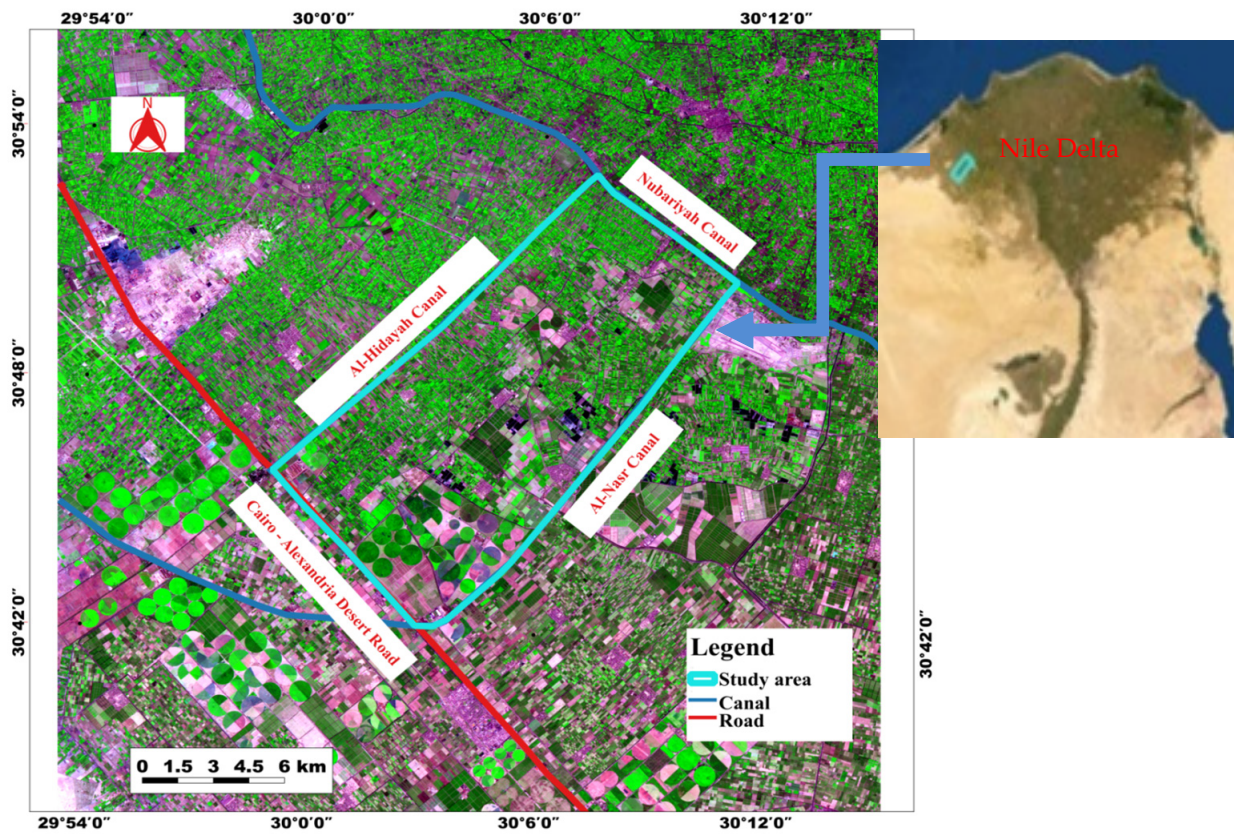 29°54′0″ 30°0′0″ 30°6′0″ 30°12′0″
30°54′0″
N
Nile Delta
Nubariyah Canal
Al-Hidayah Canal
30°48′0″
Al-Nasr Canal
Cairo - Alexandria Desert Road
30°42′0″
30°42′0″
Legend
Study area
Canal
Road
0 1.5 3 4.5 6 km
29°54′0″ 30°0′0″ 30°6′0″ 30°12′0″